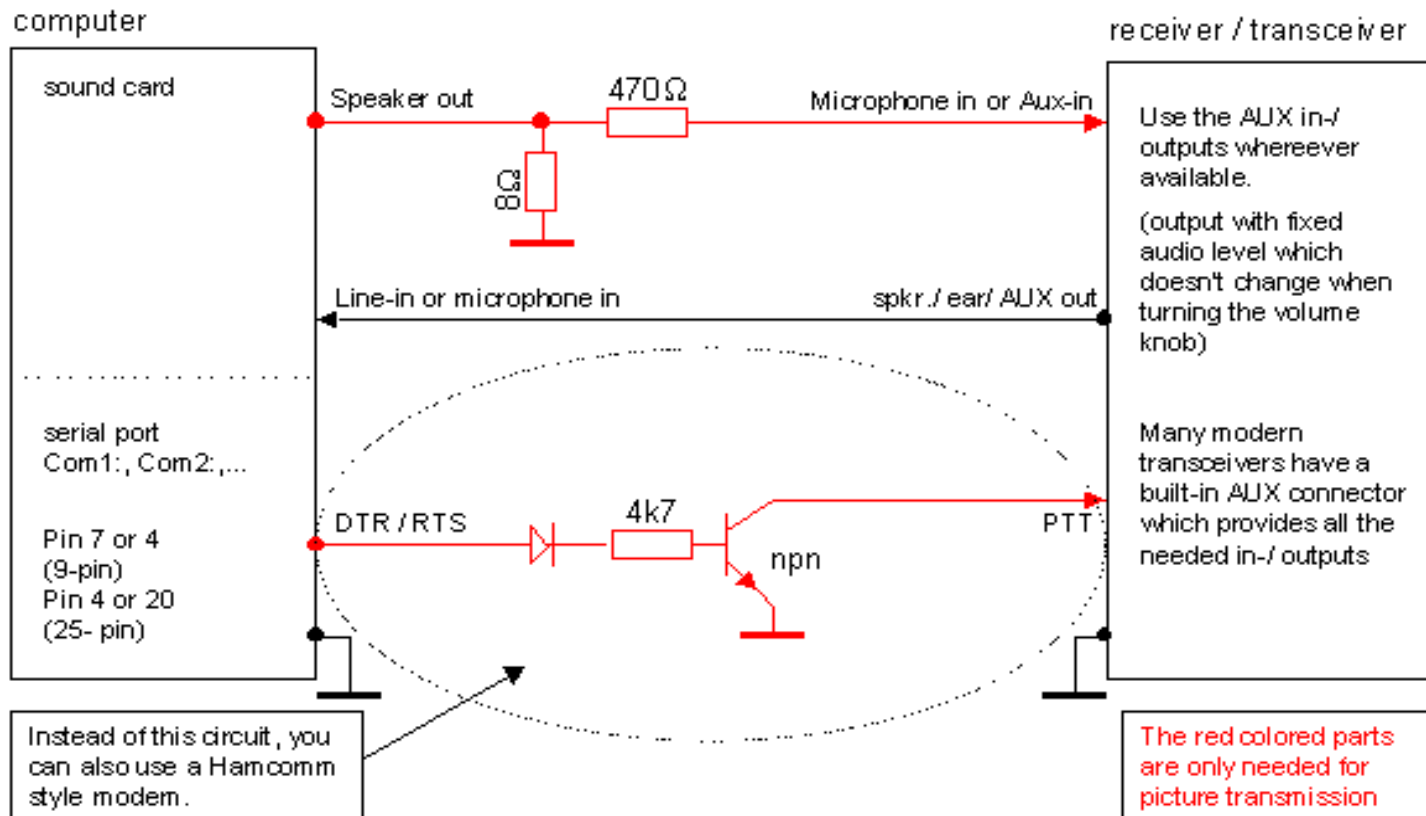 computer
receiver / transceiver
sound card
Speaker out
470Ω
Microphone in or Aux-in
8Ω
Use the AUX in-/
outputs whereever
available.
(output with fixed
audio level which
doesn't change when
turning the volume
knob)
Line-in or microphone in
spkr./ ear/ AUX out
serial port
Com1:, Com2:,...
Pin 7 or 4
(9-pin)
Pin 4 or 20
(25- pin)
DTR / RTS
4k7
npn
PTT
Many modern
transceivers have a
built-in AUX connector
which provides all the
needed in-/ outputs
Instead of this circuit, you
can also use a Hamcomm
style modem.
The red colored parts
are only needed for
picture transmission